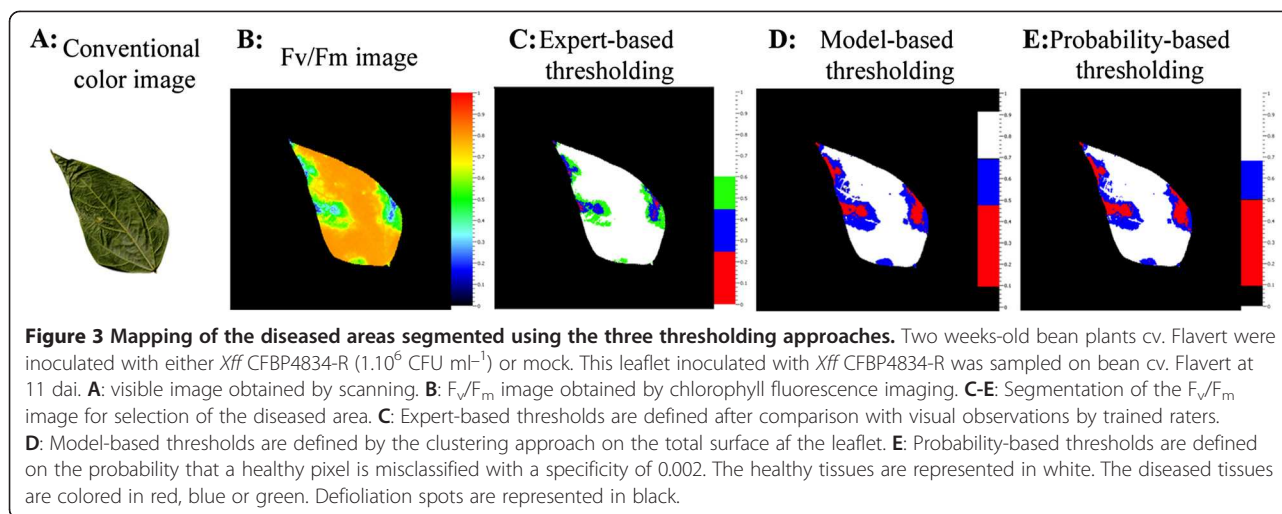 A: Conventional
color image
B:
Fv/Fm image
C: Expert-based
thresholding
D: Model-based
thresholding
E:Probability-based
thresholding
Figure 3 Mapping of the diseased areas segmented using the three thresholding approaches. Two weeks-old bean plants cv. Flavert were
inoculated with either Xff CFBP4834-R (1.10⁶ CFU ml–¹) or mock. This leaflet inoculated with Xff CFBP4834-R was sampled on bean cv. Flavert at
11 dai. A: visible image obtained by scanning. B: Fv/Fm image obtained by chlorophyll fluorescence imaging. C-E: Segmentation of the Fv/Fm
image for selection of the diseased area. C: Expert-based thresholds are defined after comparison with visual observations by trained raters.
D: Model-based thresholds are defined by the clustering approach on the total surface af the leaflet. E: Probability-based thresholds are defined
on the probability that a healthy pixel is misclassified with a specificity of 0.002. The healthy tissues are represented in white. The diseased tissues
are colored in red, blue or green. Defioliation spots are represented in black.